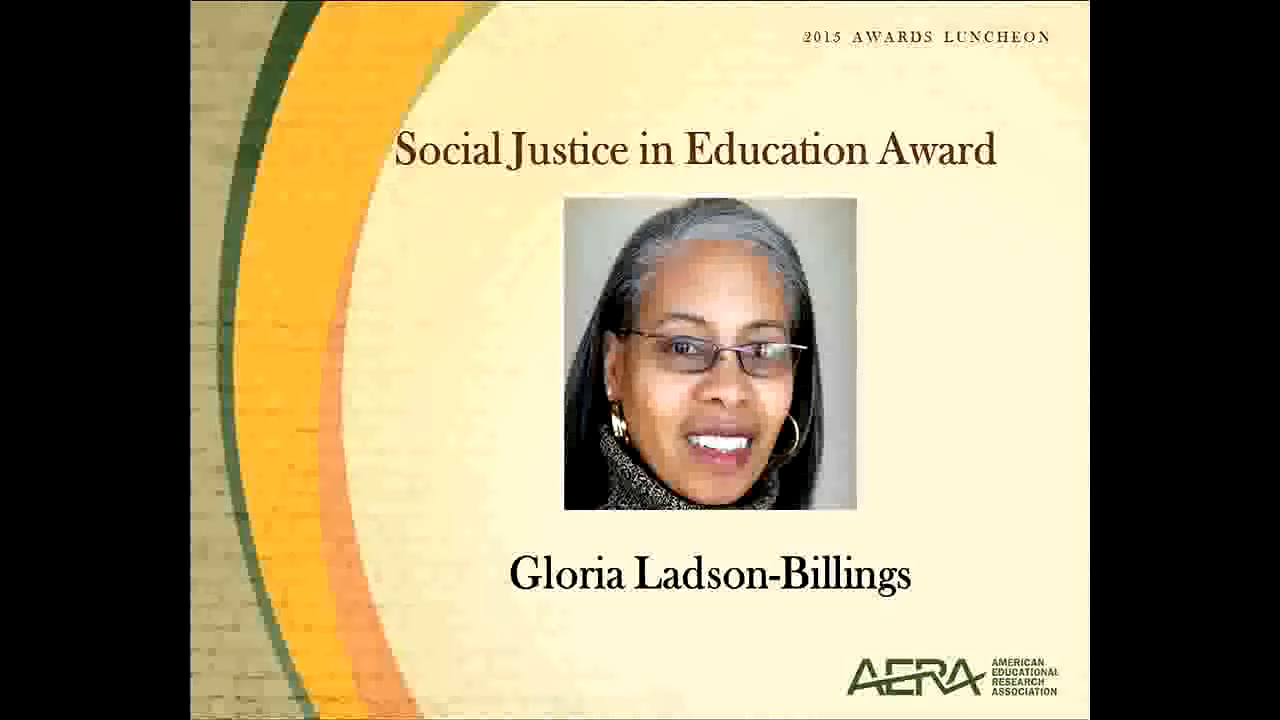 2015 AWARDS LUNCHEON
Social Justice in Education Award
Gloria Ladson-Billings
AERA
AMERICAN
EDUCATIONAL
RESEARCH
ASSOCIATION